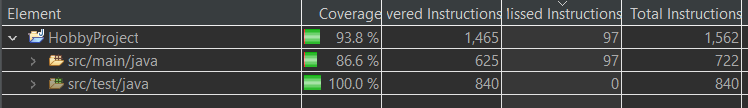 Element Coverage vered Instructions lissed Instructions Total Instructions
HobbyProject 93.8 % 1,465 97 1,562
src/main/java 86.6 % 625 97 722
src/test/java 100.0 % 840 0 840